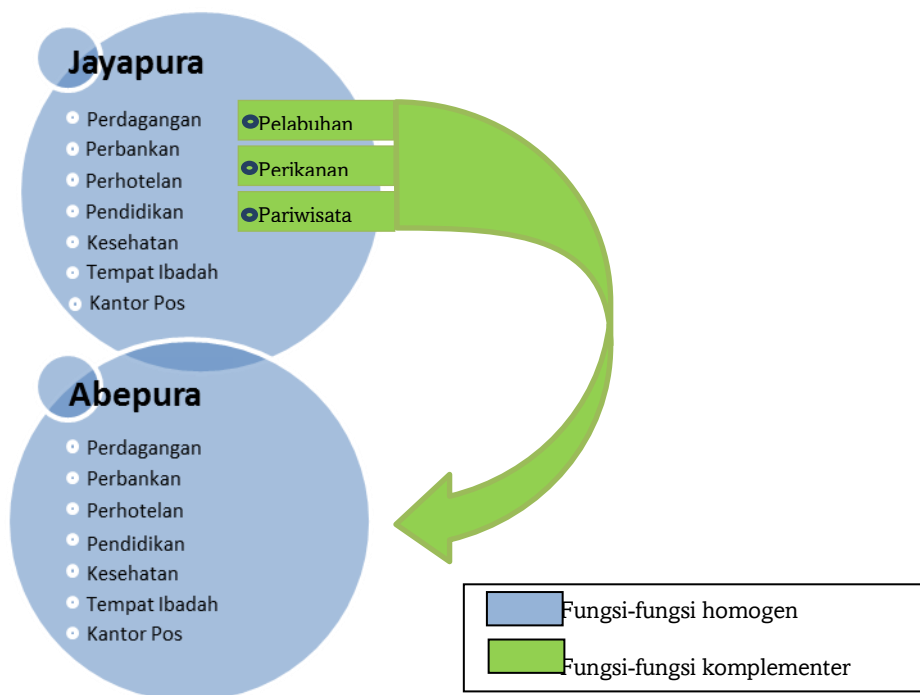 Jayapura
Perdagangan
Perbankan
Perhotelan
Pendidikan
Kesehatan
Tempat Ibadah
Kantor Pos
Pelabuhan
Perikanan
Pariwisata
Abepura
Perdagangan
Perbankan
Perhotelan
Pendidikan
Kesehatan
Tempat Ibadah
Kantor Pos
Fungsi-fungsi homogen
Fungsi-fungsi komplementer